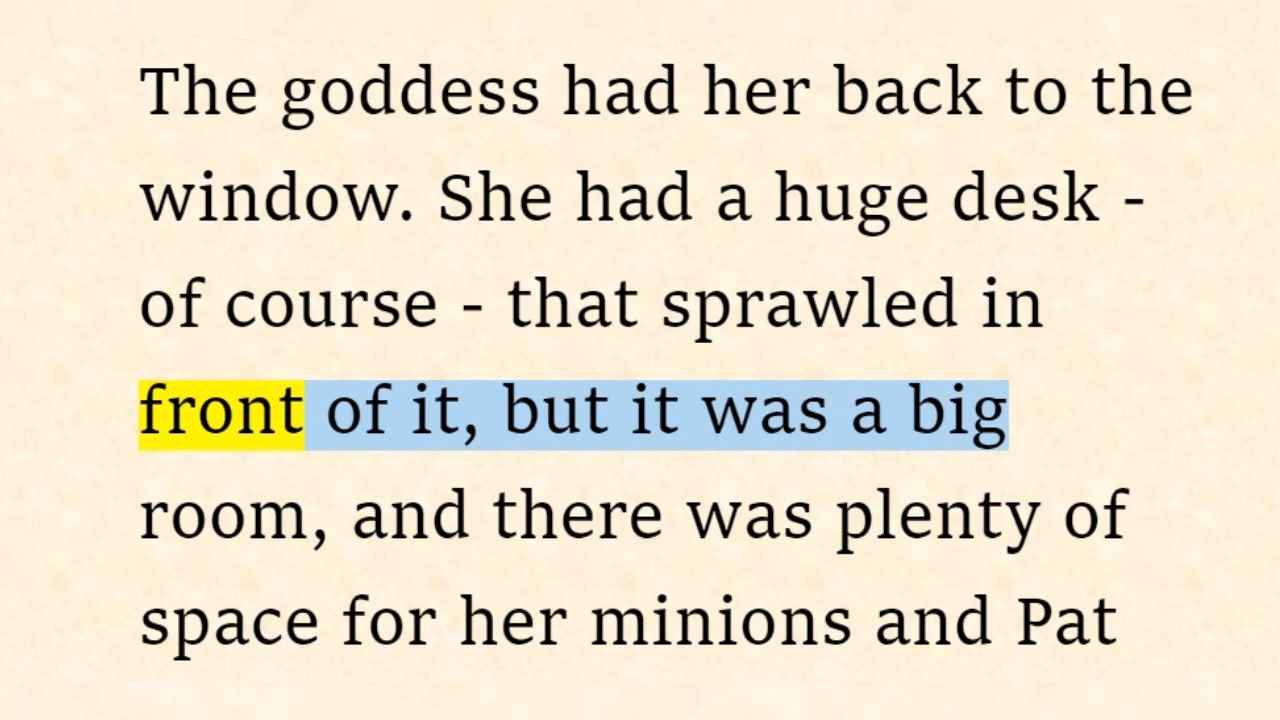 The goddess had her back to the
window. She had a huge desk -
of course - that sprawled in
front of it, but it was a big
room, and there was plenty of
space for her minions and Pat